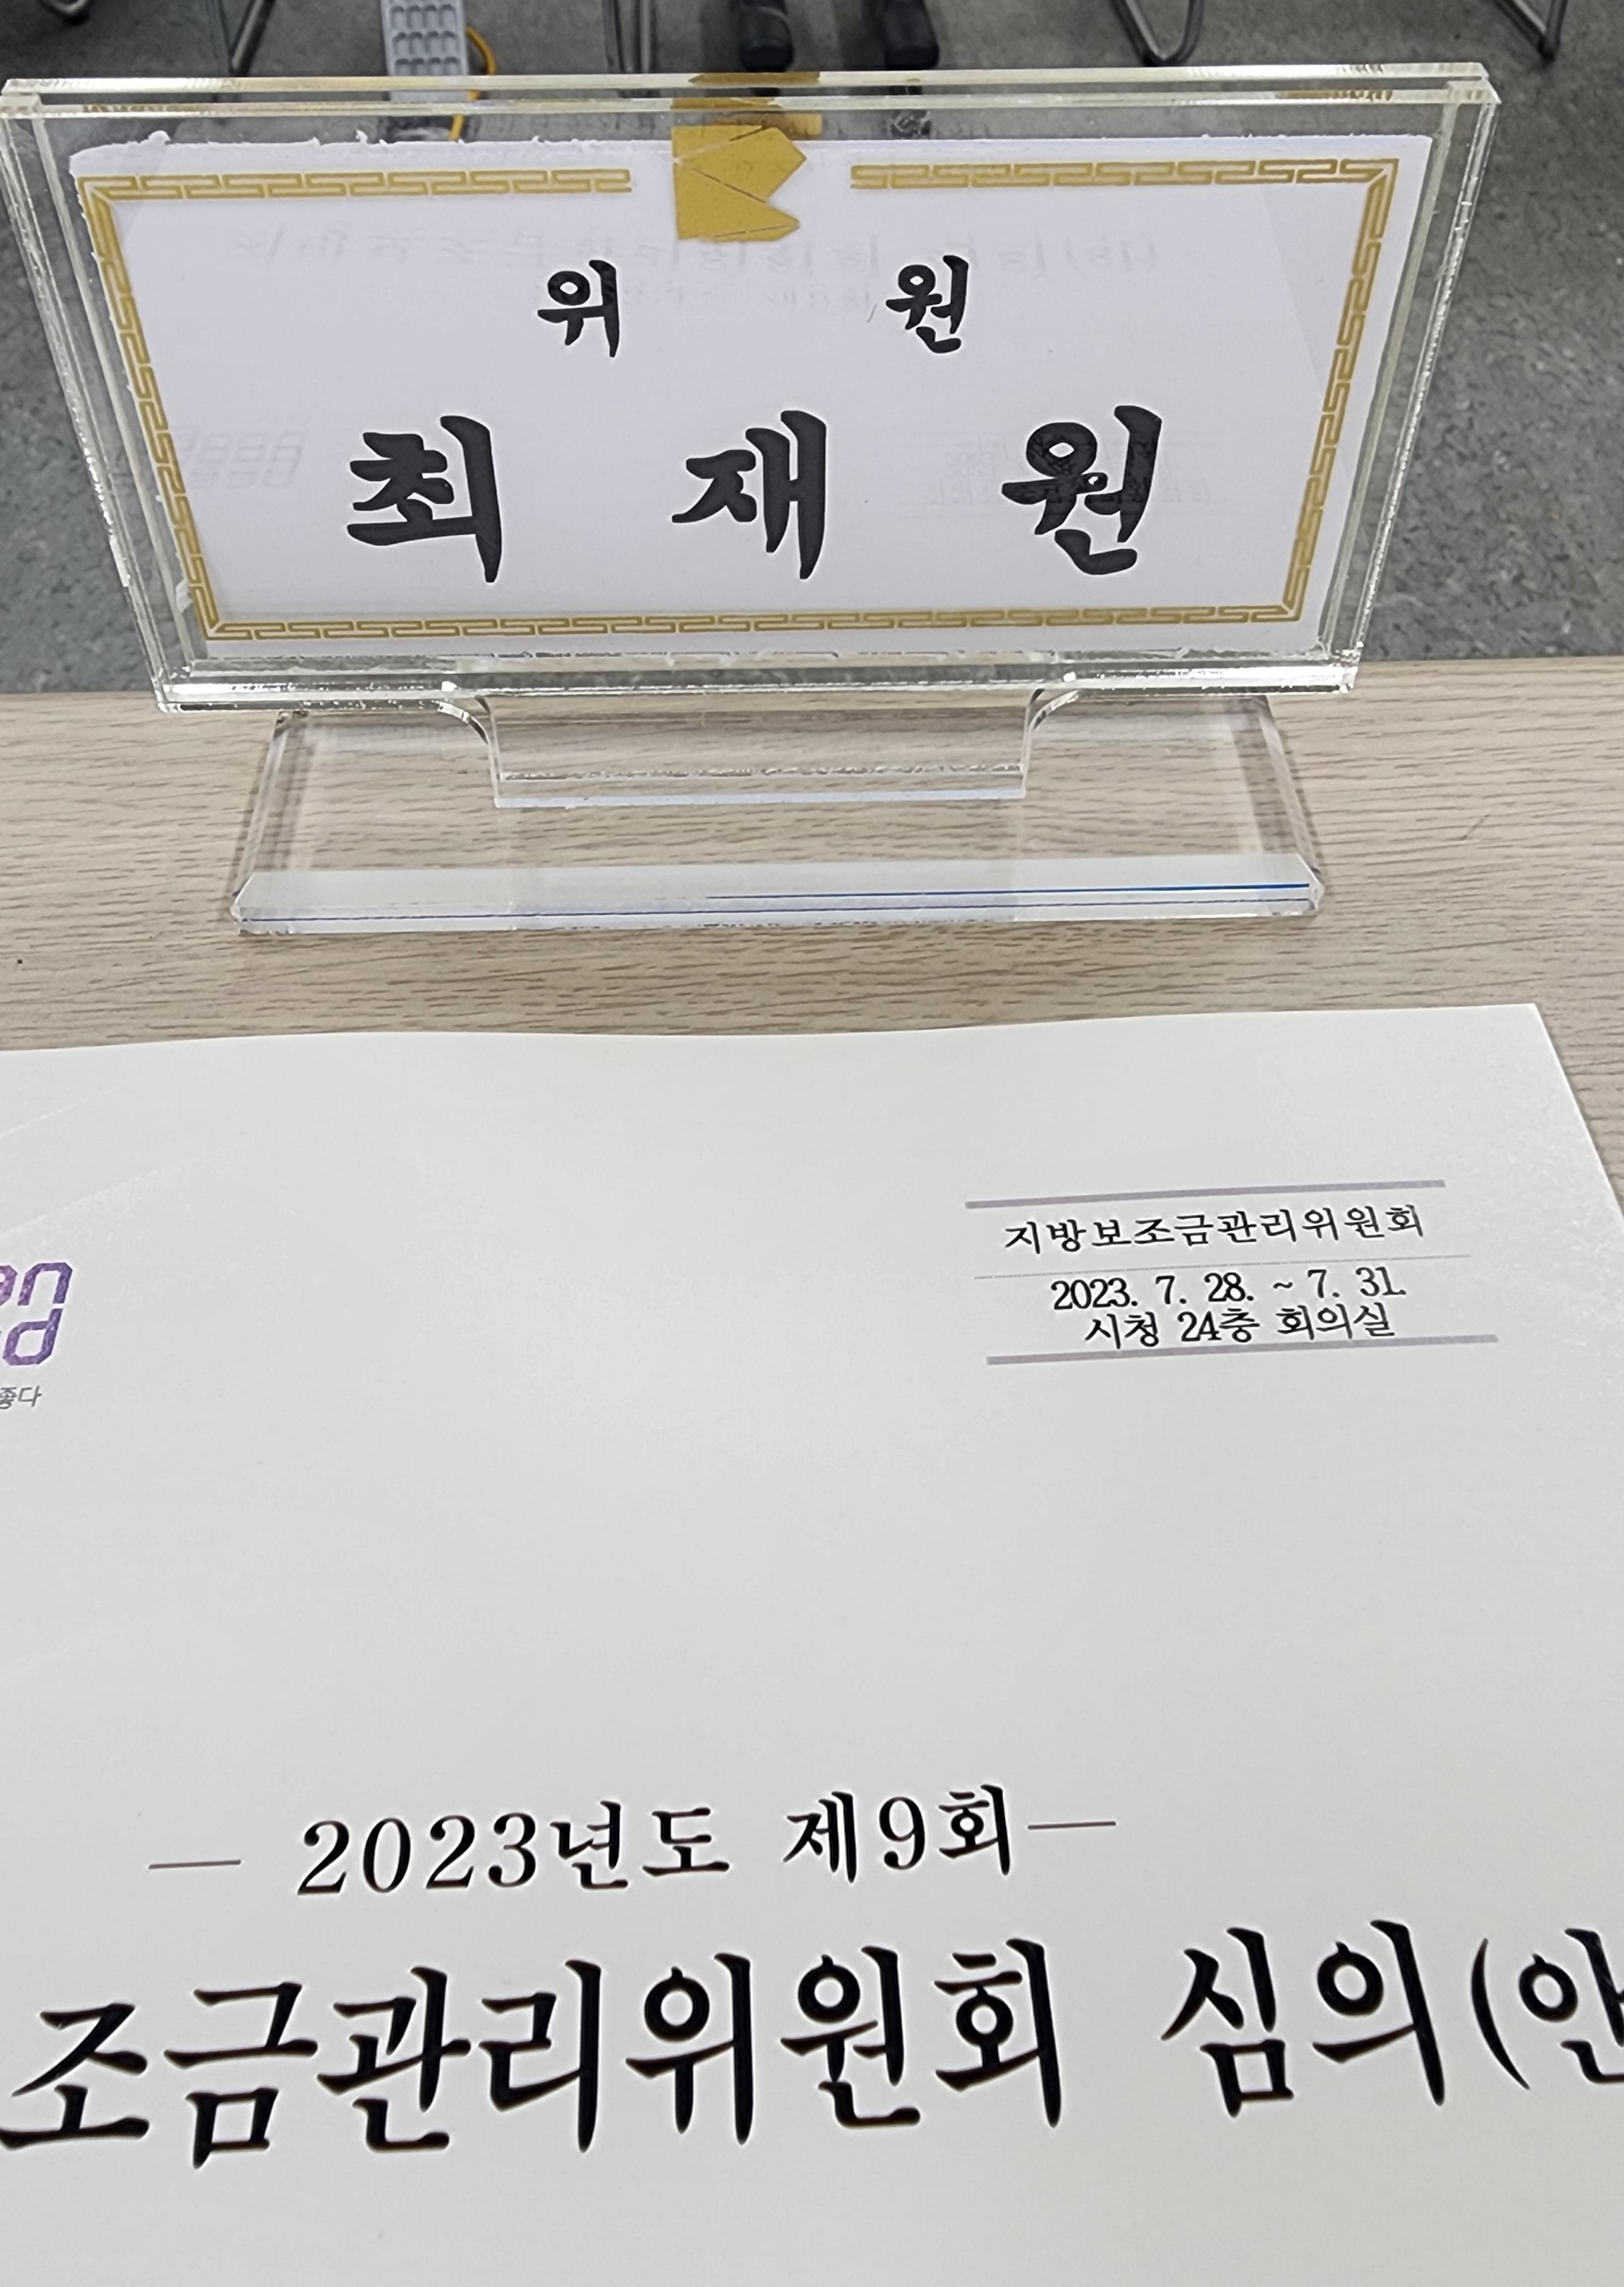 위 원
최 재 원
지방보조금관리위원회
2023. 7. 28. ~ 7. 31.
시청 24층 회의실
좋다
— 2023년도 제9회 —
조금관리위원회 심의(안